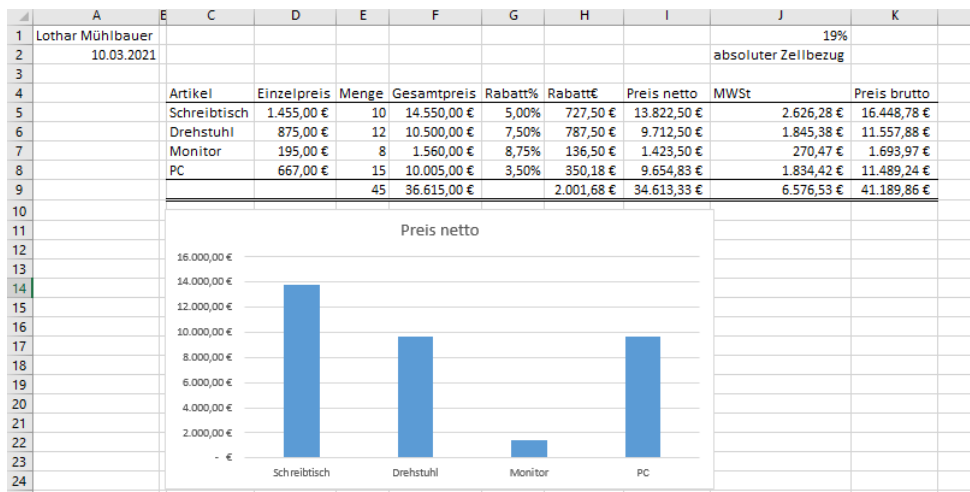 A B C D E F G H I J K
1 Lothar Mühlbauer 19%
2 10.03.2021 absoluter Zellbezug
3
4 Artikel Einzelpreis Menge Gesamtpreis Rabatt% Rabatt€ Preis netto MWSt Preis brutto
5 Schreibtisch 1.455,00 € 10 14.550,00 € 5,00% 727,50 € 13.822,50 € 2.626,28 € 16.448,78 €
6 Drehstuhl 875,00 € 12 10.500,00 € 7,50% 787,50 € 9.712,50 € 1.845,38 € 11.557,88 €
7 Monitor 195,00 € 8 1.560,00 € 8,75% 136,50 € 1.423,50 € 270,47 € 1.693,97 €
8 PC 667,00 € 15 10.005,00 € 3,50% 350,18 € 9.654,83 € 1.834,42 € 11.489,24 €
9 45 36.615,00 € 2.001,68 € 34.613,33 € 6.576,53 € 41.189,86 €
10
11 Preis netto
12 16.000,00 €
13 14.000,00 €
14 12.000,00 €
15
16 10.000,00 €
17 8.000,00 €
18
19 6.000,00 €
20 4.000,00 €
21 2.000,00 €
22
23 - €
24 Schreibtisch Drehstuhl Monitor PC